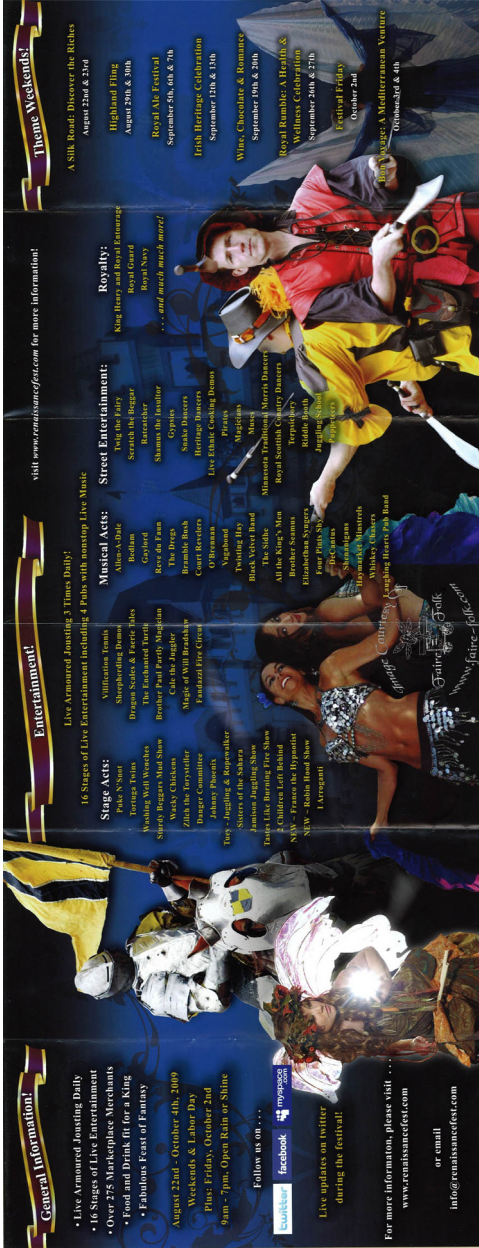 General Information!
• Live Armoured Jousting Daily
• 16 Stages of Live Entertainment
• Over 275 Marketplace Merchants
• Food and Drink fit for a King
• Fabulous Feast of Fantasy
August 22nd - October 4th, 2009
Weekends & Labor Day
Plus: Friday, October 2nd
9am - 7pm, Open Rain or Shine
Follow us on . . .
twitter
facebook
myspace.com
Live updates on twitter
during the festival!
For more informaton, please visit . . .
www.renaissancefest.com
or email
info@renaissancefest.com
Entertainment!
Live Armoured Jousting 3 Times Daily!
16 Stages of Live Entertainment Including 4 Pubs with nonstop Live Music
Stage Acts:
Puke N'Snot
Tortuga Twins
Washing Well Wenches
Sturdy Beggars Mud Show
Wacky Chickens
Zilch the Torysteller
Danger Committee
Johnny Phoenix
Tuey - Juggling & Ropewalker
Sisters of the Sahara
Jamison Juggling Show
Tastes Like Burning Fire Show
Children Left Behind
NEW ~ Franco the Hypnotist
NEW ~ Robin Hood Show
I Arroganti
Vilification Tennis
Sheepherding Demos
Dragon Scales & Faerie Tales
The Enchanted Turtle
Brother Paul Portly Magician
Cale the Juggler
Magic of Will Bradshaw
Fandazzi Fire Circus
Musical Acts:
Allen-A-Dale
Bedlam
Gaylord
Reve du Faun
The Dregs
Bramble Bush
Court Revelers
O'Brennan
Vagabond
Twisting Hay
Black Velvet Band
The Sidhe
All the King's Men
Brother Seamus
Elizabethan Syngers
Four Pints Shy
DeCantus
Shenanigans
Haymarket Minstrels
Whiskey Chasers
Laughing Hearts Pub Band
Image Courtesy Of
Faire Folk
www.faire-folk.com
visit www.renaissancefest.com for more information!
Street Entertainment:
Twig the Fairy
Scratch the Beggar
Ratcatcher
Shamus the Insultor
Gypsies
Snake Dancers
Heritage Dancers
Live Ethnic Cooking Demos
Pirates
Magicians
Mimes
Minnesota Traditional Morris Dancers
Royal Scottish Country Dancers
Terpsichory
Riddle Booth
Juggling School
Puppeteers
Royalty:
King Henry and Royal Entourage
Royal Guard
Royal Navy
. . . and much much more!
Theme Weekends!
A Silk Road: Discover the Riches
August 22nd & 23rd
Highland Fling
August 29th & 30th
Royal Ale Festival
September 5th, 6th & 7th
Irish Heritage Celebration
September 12th & 13th
Wine, Chocolate & Romance
September 19th & 20th
Royal Rumble: A Health &
Wellness Celebration
September 26th & 27th
Festival Friday
October 2nd
Bon Voyage: A Mediterranean Venture
October 3rd & 4th